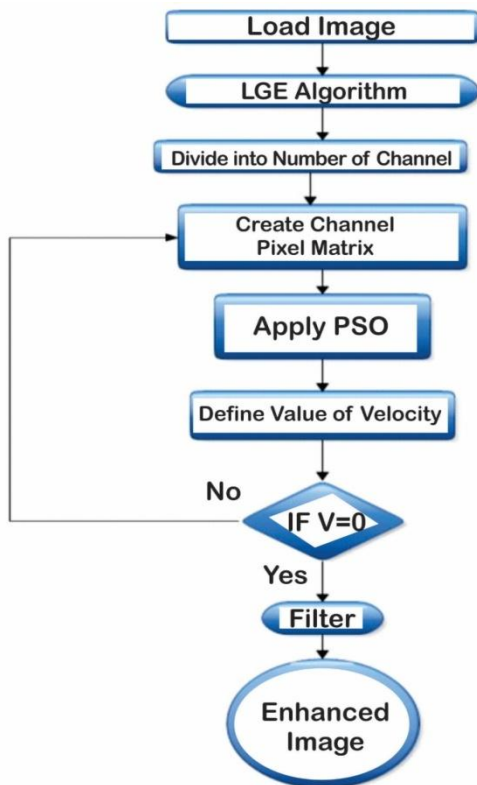 Load Image
LGE Algorithm
Divide into Number of Channel
Create Channel
Pixel Matrix
Apply PSO
Define Value of Velocity
No
IF V=0
Yes
Filter
Enhanced
Image